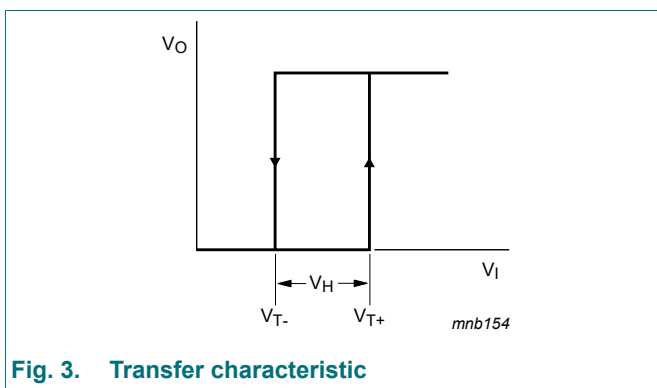 VO
VH
VI
VT-
VT+
mnb154
Fig. 3. Transfer characteristic